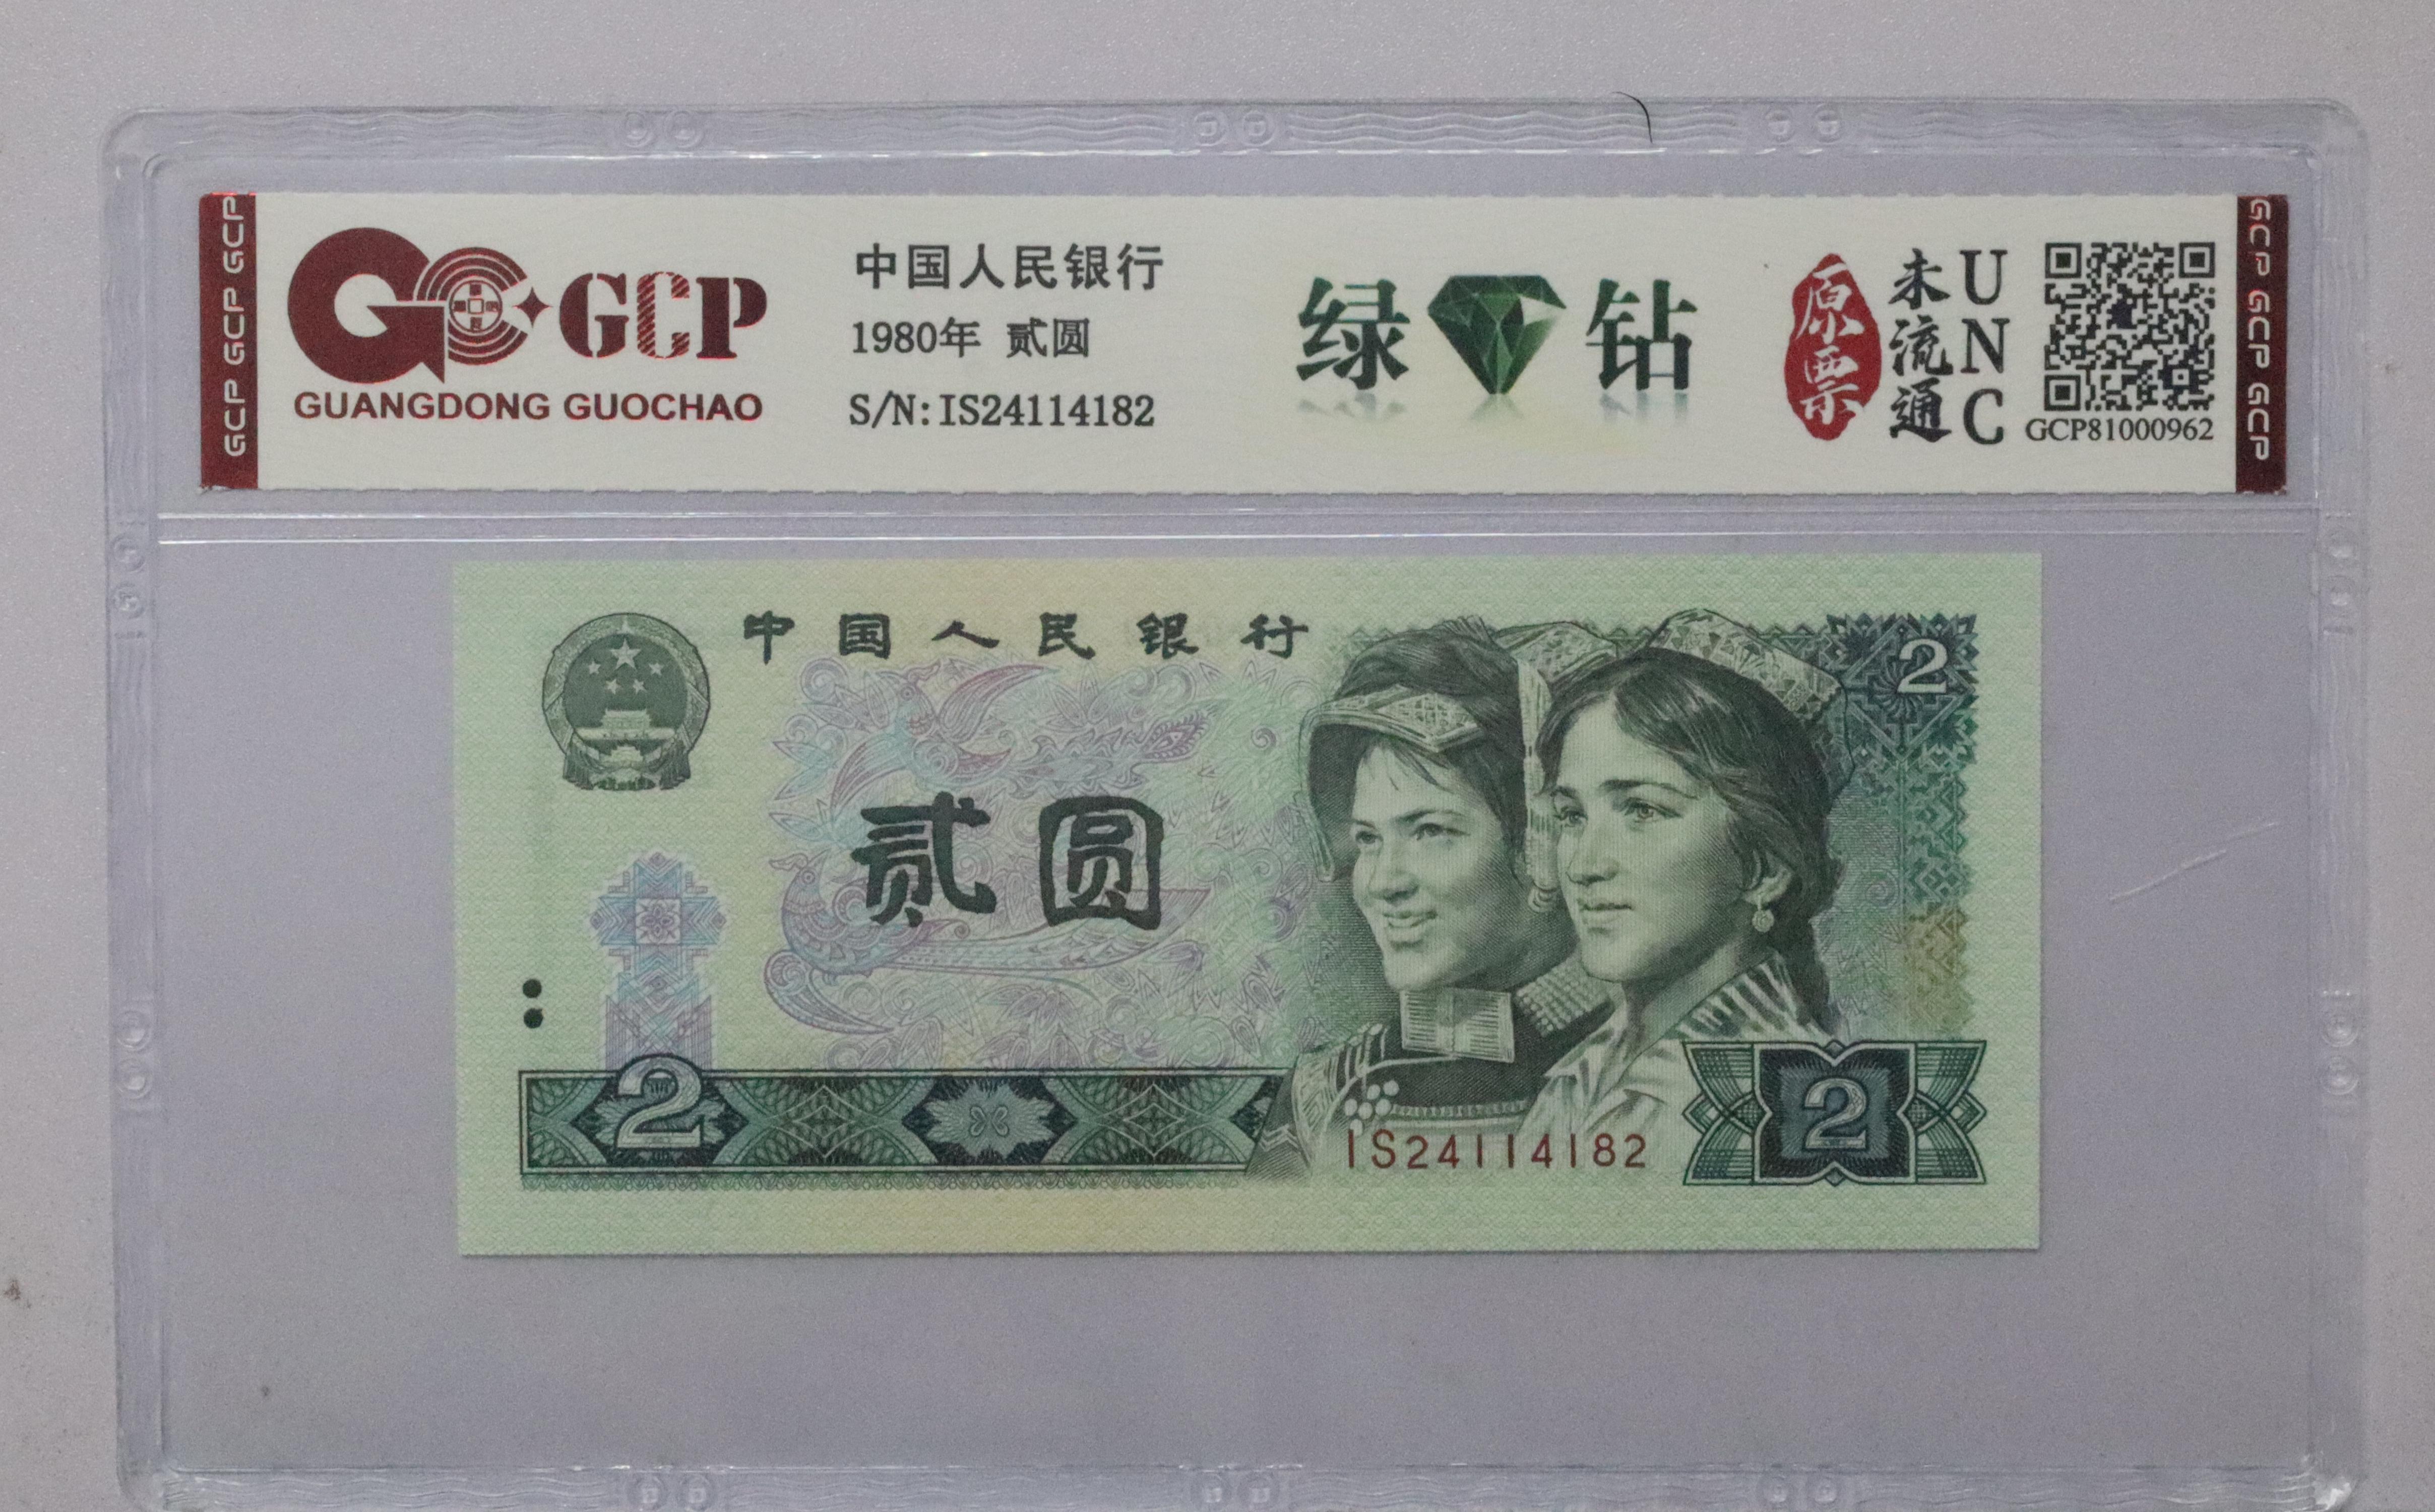 GCP GCP GCP
GCP
GUANGDONG GUOCHAO
中国人民银行
1980年 贰圆
S/N:IS24114182
绿钻
原票
未流通
UNC
GCP81000962
GCP GCP GCP
中国人民银行
2
贰圆
2
IS24114182
2